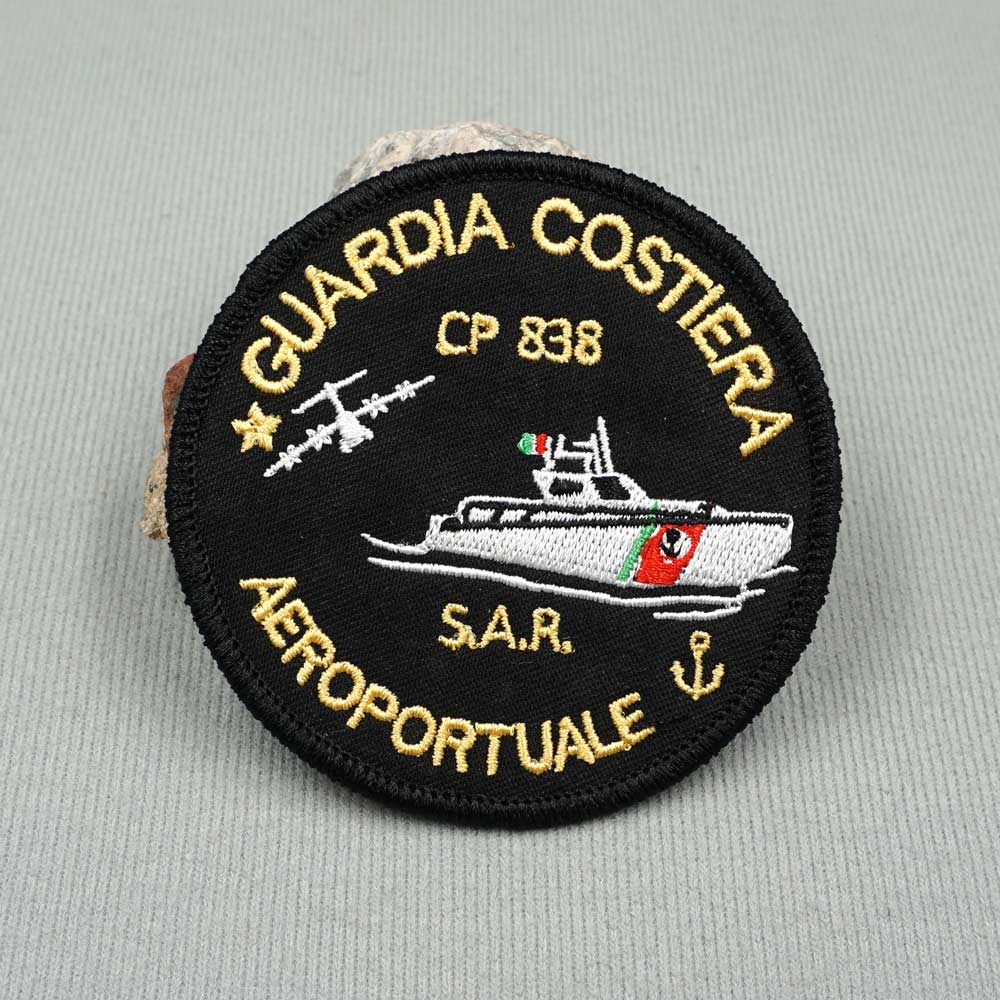 GUARDIA COSTIERA
CP 838
S.A.R.
AEROPORTUALE